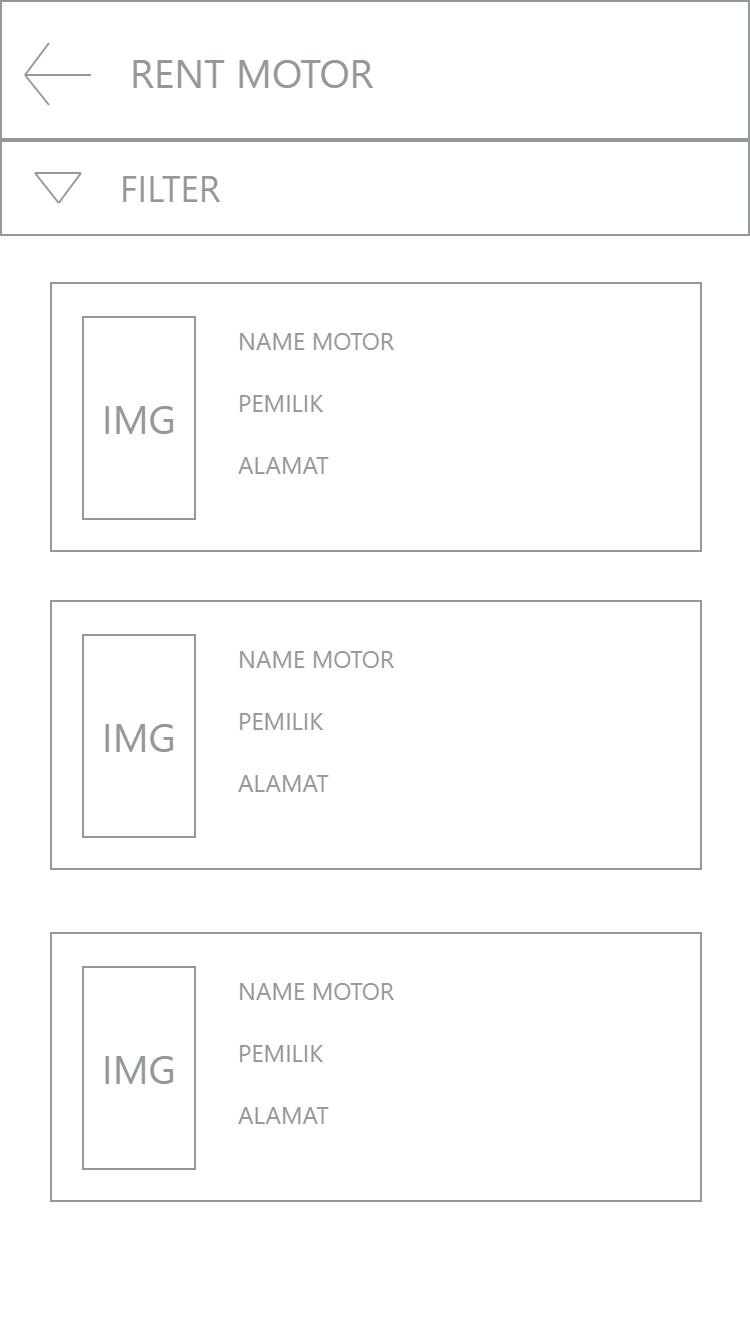 RENT MOTOR
FILTER
IMG
NAME MOTOR
PEMILIK
ALAMAT
IMG
NAME MOTOR
PEMILIK
ALAMAT
IMG
NAME MOTOR
PEMILIK
ALAMAT